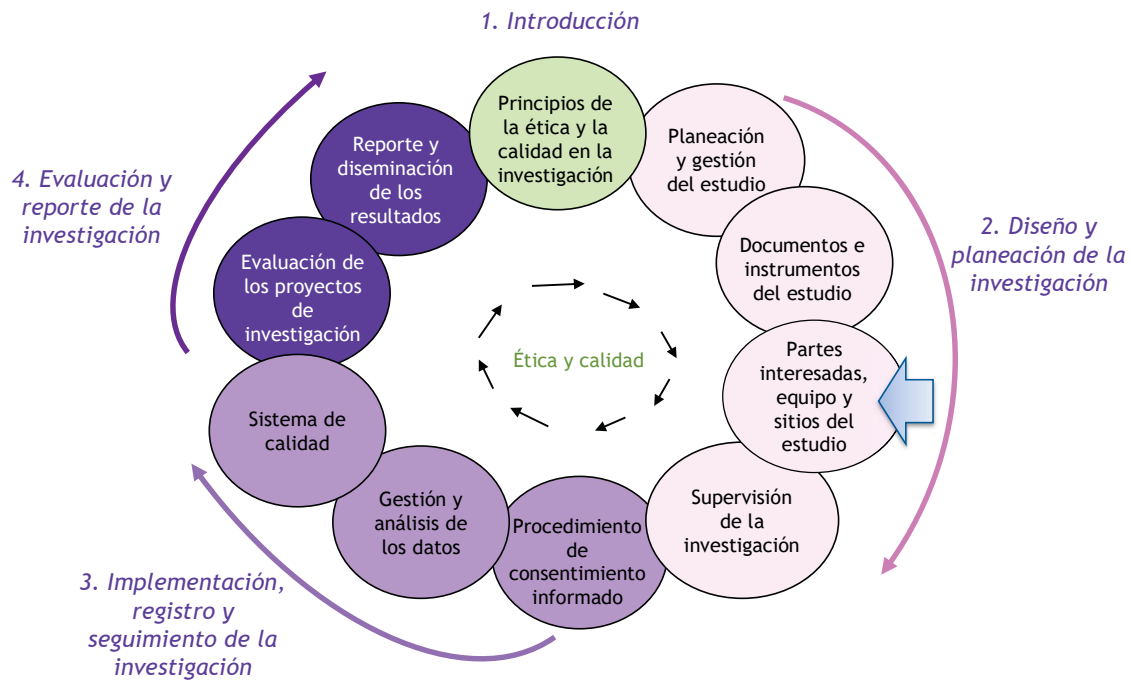 1. Introducción
Principios de
la ética y la
calidad en la
investigación
Planeación
y gestión
del estudio
Documentos e
instrumentos
del estudio
2. Diseño y
planeación de la
investigación
Partes
interesadas,
equipo y
sitios del
estudio
Supervisión
de la
investigación
Procedimiento
de
consentimiento
informado
Gestión y
análisis de
los datos
3. Implementación,
registro y
seguimiento de la
investigación
Sistema de
calidad
Evaluación de
los proyectos
de
investigación
4. Evaluación y
reporte de la
investigación
Reporte y
diseminación
de los
resultados
Ética y calidad